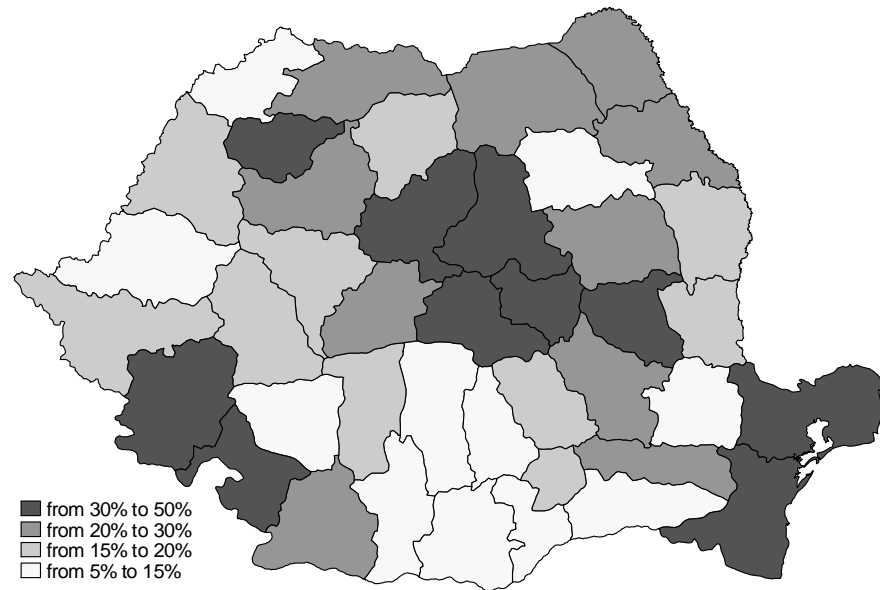 from 30% to 50%
from 20% to 30%
from 15% to 20%
from 5% to 15%